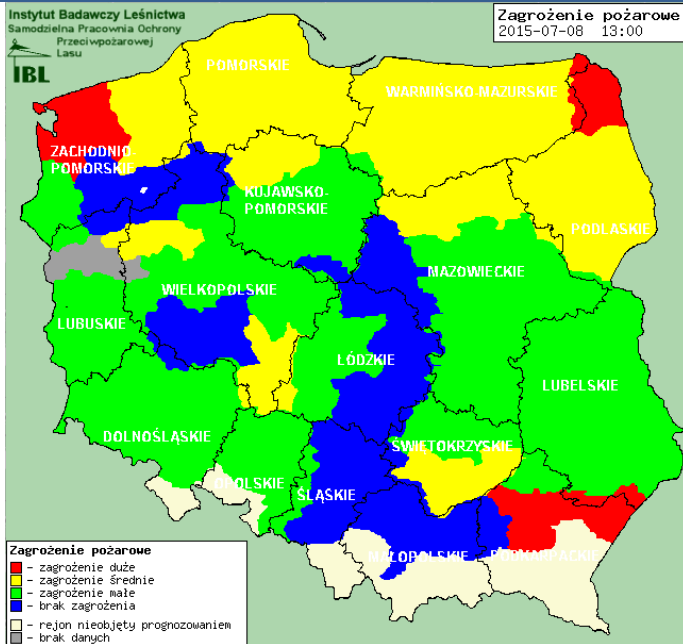 Instytut Badawczy Leśnictwa
Samodzielna Pracownia Ochrony
Przeciwpożarowej
Lasu
IBL
Zagrożenie pożarowe
2015-07-08 13:00
POMORSKIE
WARMIŃSKO-MAZURSKIE
ZACHODNIO
POMORSKIE
KUJAWSKO-
POMORSKIE
PODLASKIE
MAZOWIECKIE
WIELKOPOLSKIE
LUBUSKIE
ŁÓDZKIE
LUBELSKIE
DOLNOŚLĄSKIE
ŚWIĘTOKRZYSKIE
OPOLSKIE
ŚLĄSKIE
MAŁOPOLSKIE
PODKARPACKIE
Zagrożenie pożarowe
- zagrożenie duże
- zagrożenie średnie
- zagrożenie małe
- brak zagrożenia
- rejon nieobjęty prognozowaniem
- brak danych